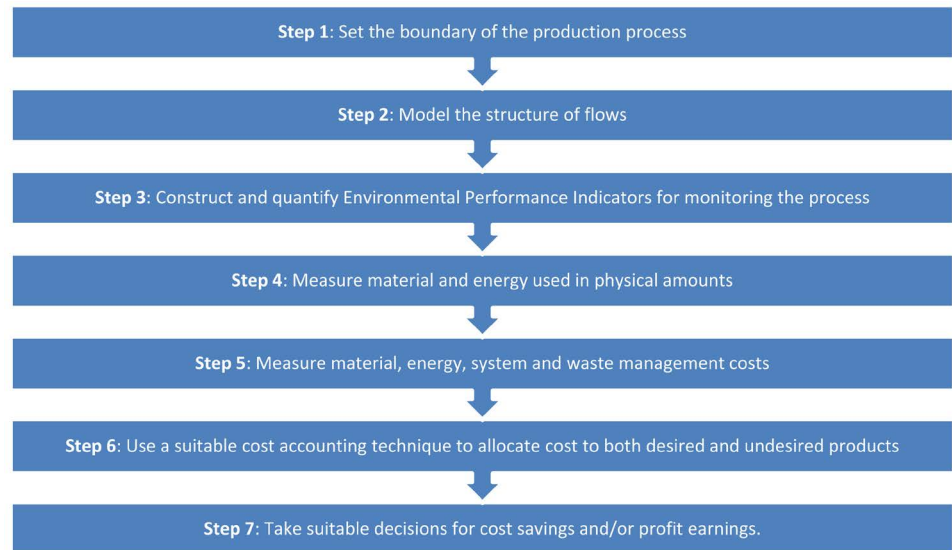 Step 1: Set the boundary of the production process
Step 2: Model the structure of flows
Step 3: Construct and quantify Environmental Performance Indicators for monitoring the process
Step 4: Measure material and energy used in physical amounts
Step 5: Measure material, energy, system and waste management costs
Step 6: Use a suitable cost accounting technique to allocate cost to both desired and undesired products
Step 7: Take suitable decisions for cost savings and/or profit earnings.